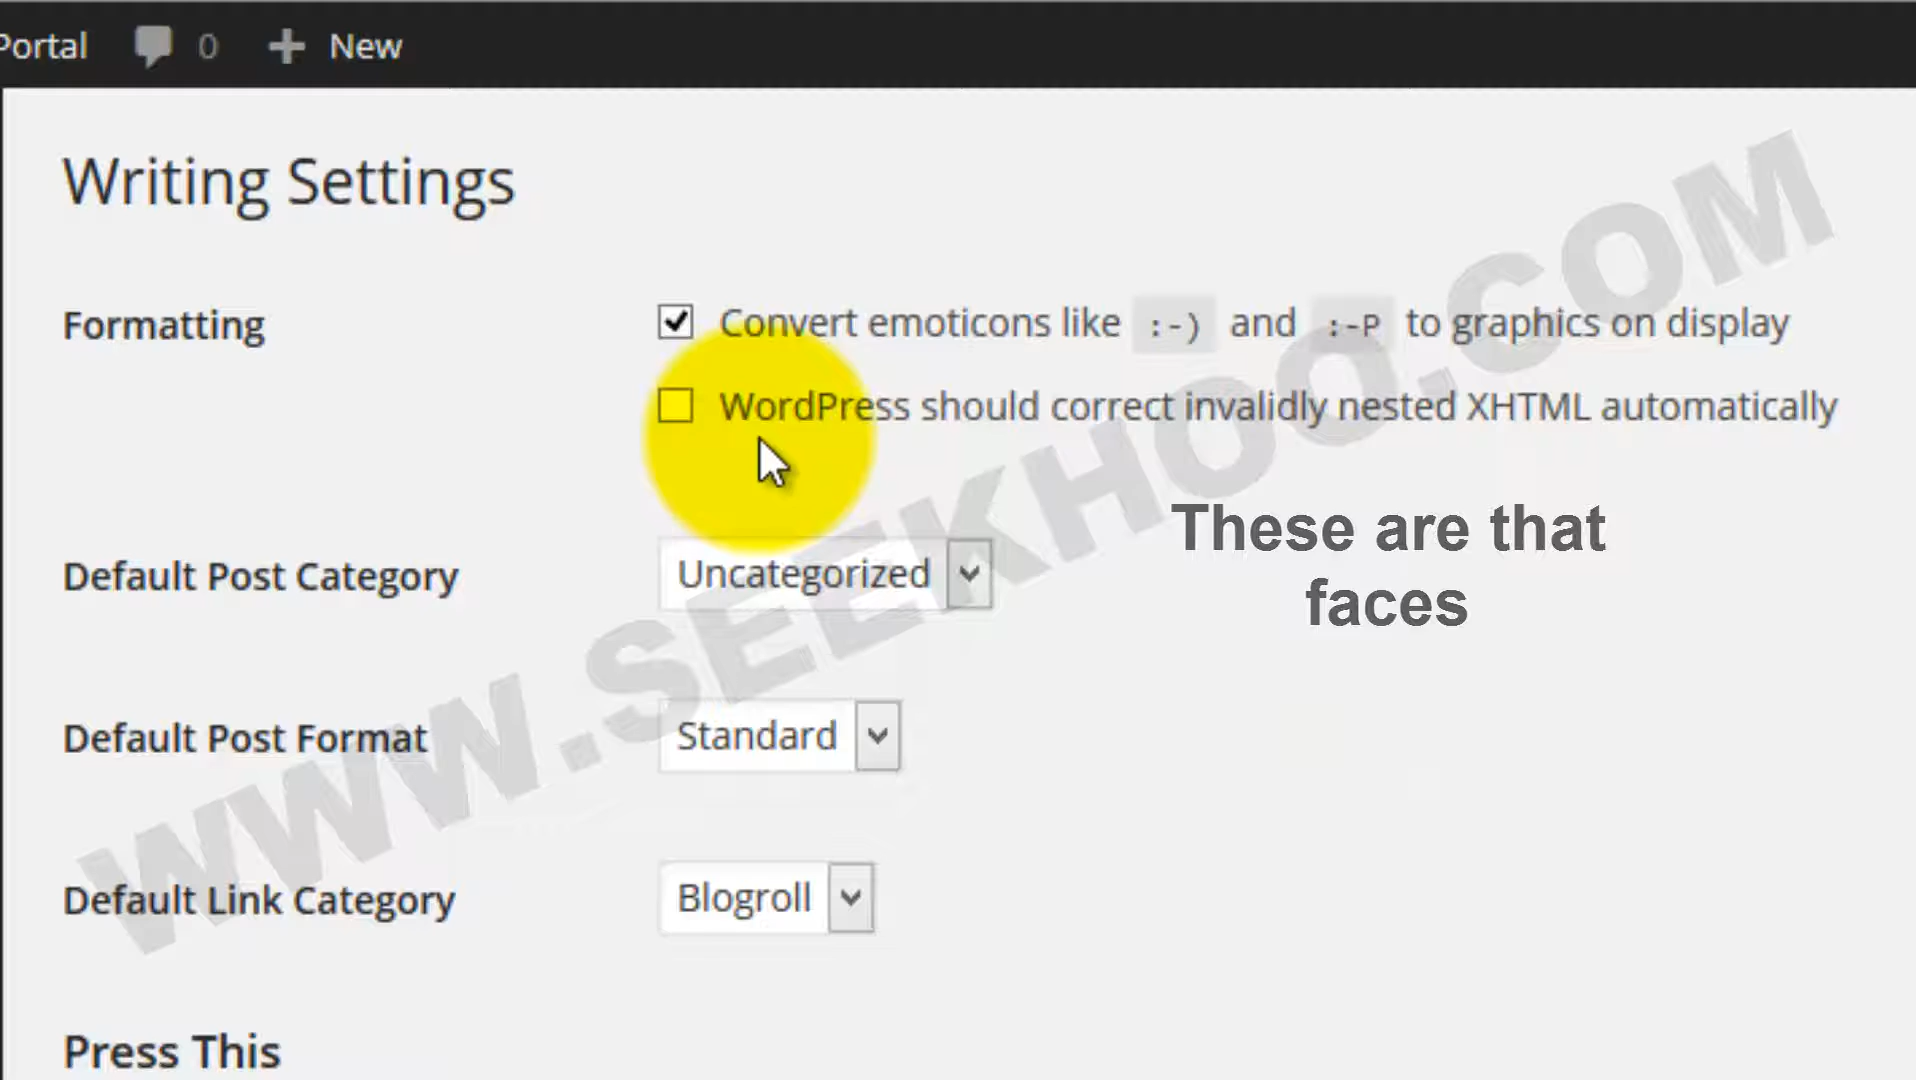 Portal 0 New
Writing Settings
Formatting
Convert emoticons like :-) and :-P to graphics on display
WordPress should correct invalidly nested XHTML automatically
These are that
faces
Default Post Category Uncategorized
Default Post Format Standard
Default Link Category Blogroll
Press This
WWW.SEEKHOO.COM